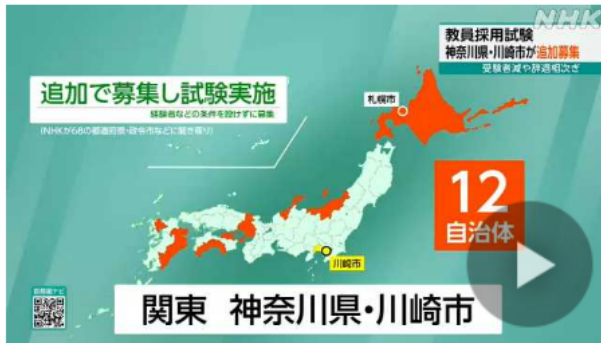 NHK
教員採用試験
神奈川県・川崎市が追加募集
受験者減や辞退相次ぎ
追加で募集し試験実施
経験者などの条件を設けずに募集
(NHKが68の都道府県・政令市などに聞き取り)
札幌市
12
自治体
川崎市
関東 神奈川県・川崎市